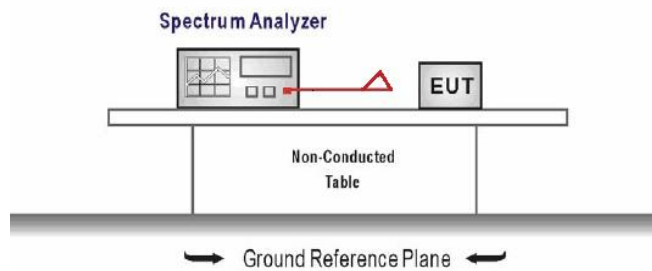 Spectrum Analyzer
EUT
Non-Conducted
Table
Ground Reference Plane